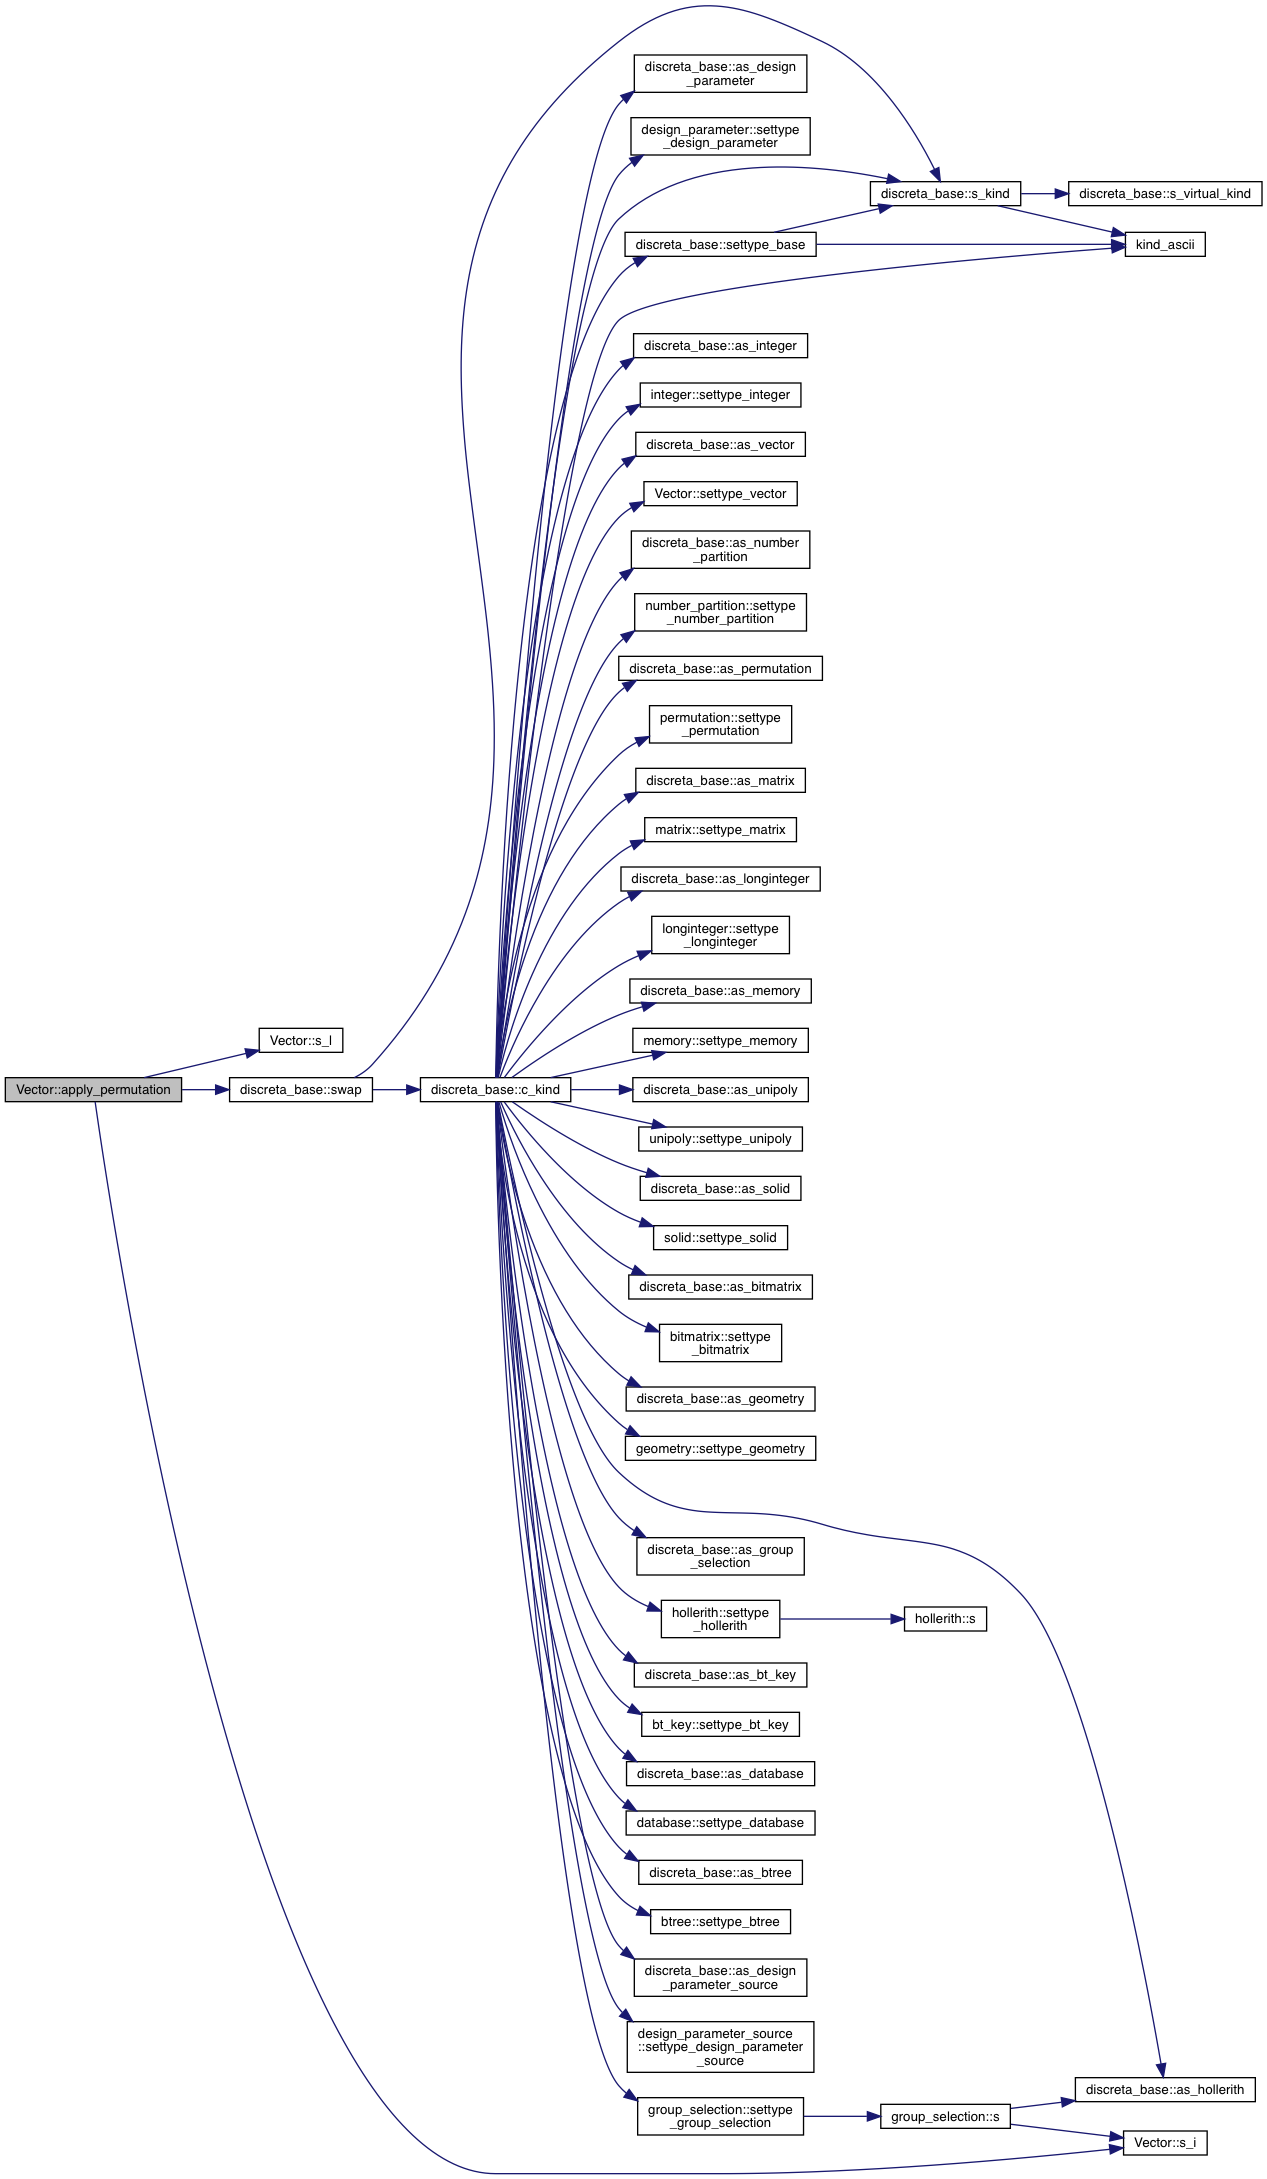 discreta_base::as_design
_parameter
design_parameter::settype
_design_parameter
discreta_base::s_kind
discreta_base::s_virtual_kind
discreta_base::settype_base
kind_ascii
discreta_base::as_integer
integer::settype_integer
discreta_base::as_vector
Vector::settype_vector
discreta_base::as_number
_partition
number_partition::settype
_number_partition
discreta_base::as_permutation
permutation::settype
_permutation
discreta_base::as_matrix
matrix::settype_matrix
discreta_base::as_longinteger
longinteger::settype
_longinteger
discreta_base::as_memory
Vector::s_l
memory::settype_memory
Vector::apply_permutation
discreta_base::swap
discreta_base::c_kind
discreta_base::as_unipoly
unipoly::settype_unipoly
discreta_base::as_solid
solid::settype_solid
discreta_base::as_bitmatrix
bitmatrix::settype
_bitmatrix
discreta_base::as_geometry
geometry::settype_geometry
discreta_base::as_group
_selection
hollerith::settype
_hollerith
hollerith::s
discreta_base::as_bt_key
bt_key::settype_bt_key
discreta_base::as_database
database::settype_database
discreta_base::as_btree
btree::settype_btree
discreta_base::as_design
_parameter_source
design_parameter_source
::settype_design_parameter
_source
discreta_base::as_hollerith
group_selection::settype
_group_selection
group_selection::s
Vector::s_i